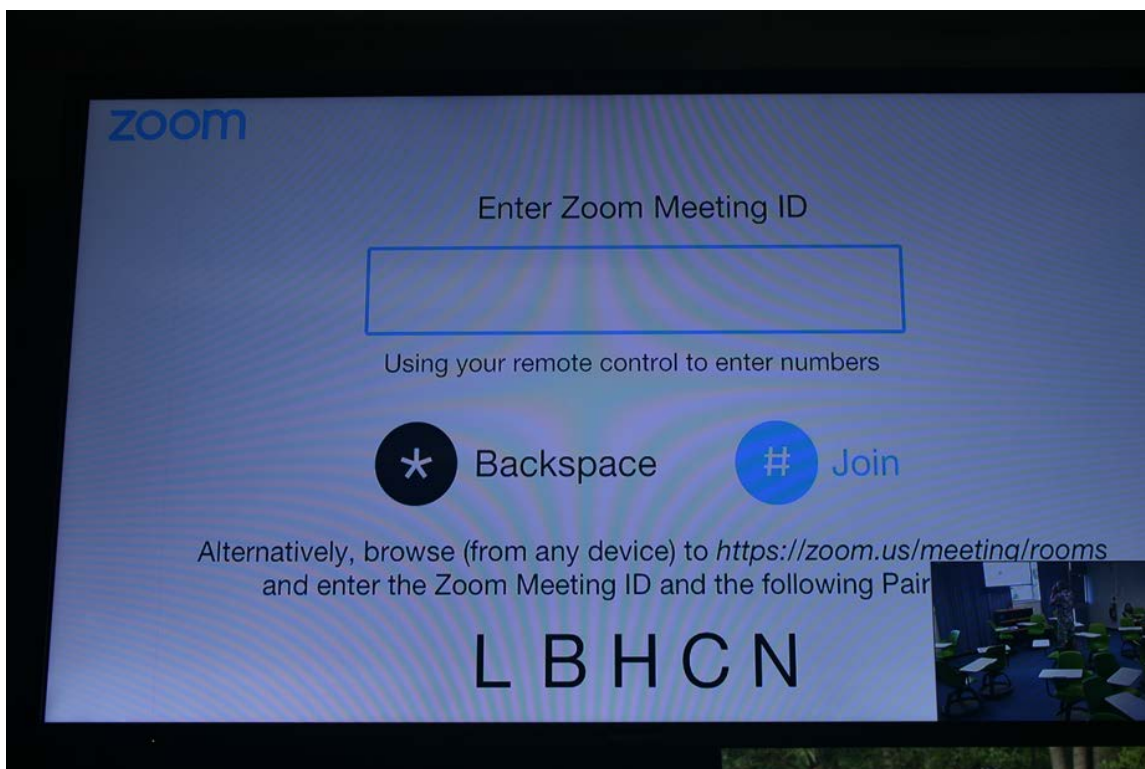 zoom
Enter Zoom Meeting ID
Using your remote control to enter numbers
* Backspace
# Join
Alternatively, browse (from any device) to https://zoom.us/meeting/rooms
and enter the Zoom Meeting ID and the following Pair
L B H C N